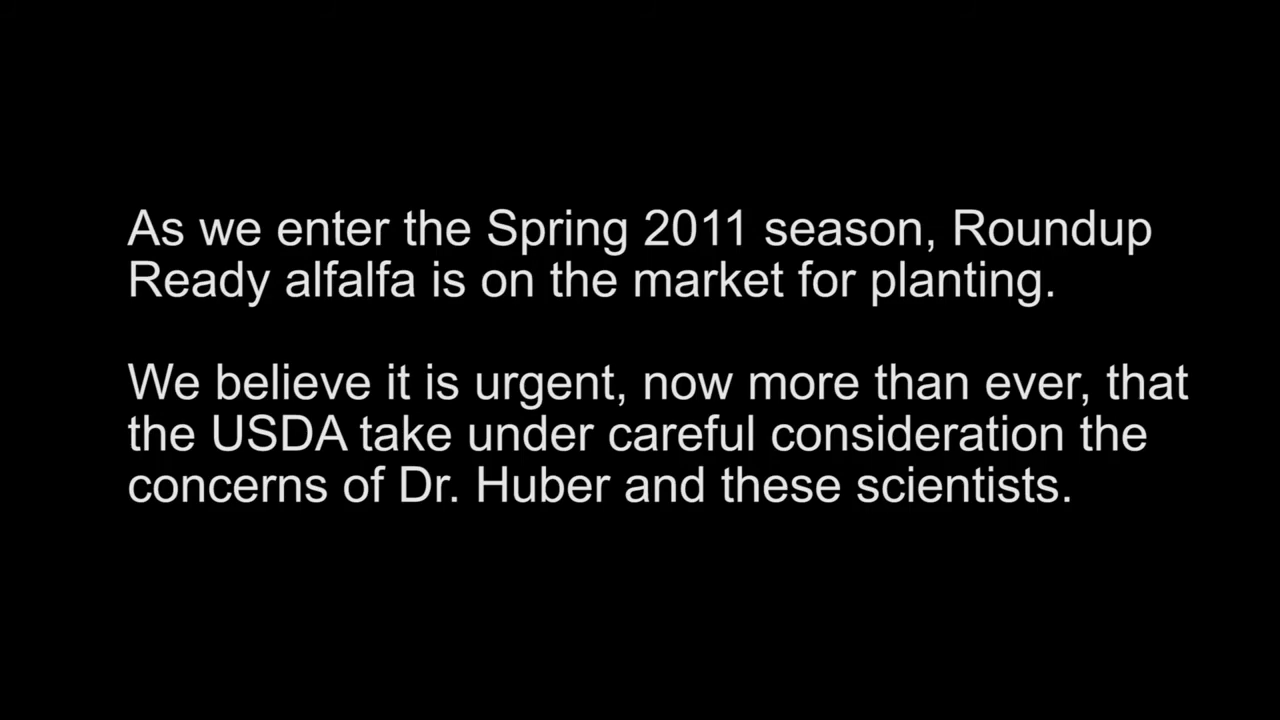 As we enter the Spring 2011 season, Roundup
Ready alfalfa is on the market for planting.
We believe it is urgent, now more than ever, that
the USDA take under careful consideration the
concerns of Dr. Huber and these scientists.